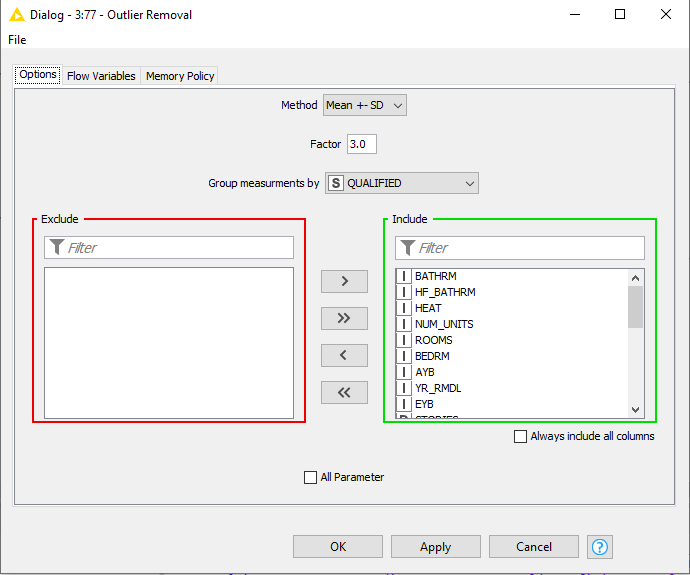 Dialog - 3:77 - Outlier Removal
File
Options Flow Variables Memory Policy
Method Mean +- SD
Factor 3.0
Group measurments by S QUALIFIED
Exclude Include
Filter Filter
I BATHRM
I HF_BATHRM
> I HEAT
I NUM_UNITS
>> I ROOMS
I BEDRM
< I AYB
I YR_RMDL
<< I EYB
Always include all columns
All Parameter
OK Apply Cancel ?